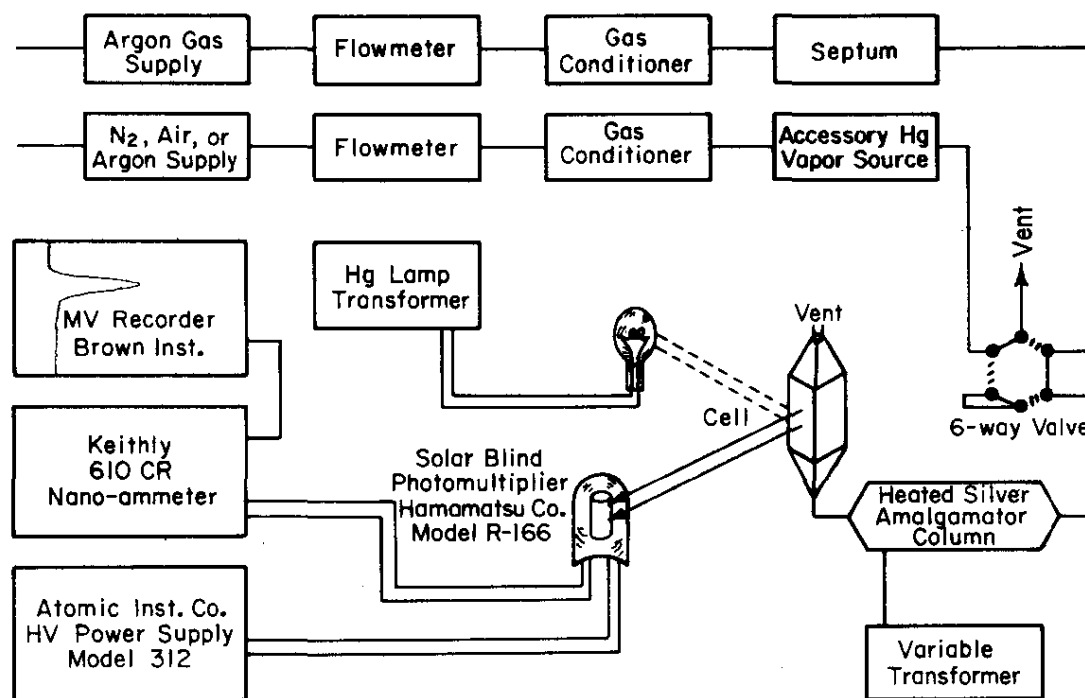 Argon Gas
Supply
Flowmeter
Gas
Conditioner
Septum
N2, Air, or
Argon Supply
Flowmeter
Gas
Conditioner
Accessory Hg
Vapor Source
Vent
MV Recorder
Brown Inst.
Hg Lamp
Transformer
Vent
Cell
6-way Valve
Keithly
610 CR
Nano-ammeter
Solar Blind
Photomultiplier
Hamamatsu Co.
Model R-166
Heated Silver
Amalgamator
Column
Atomic Inst. Co.
HV Power Supply
Model 312
Variable
Transformer